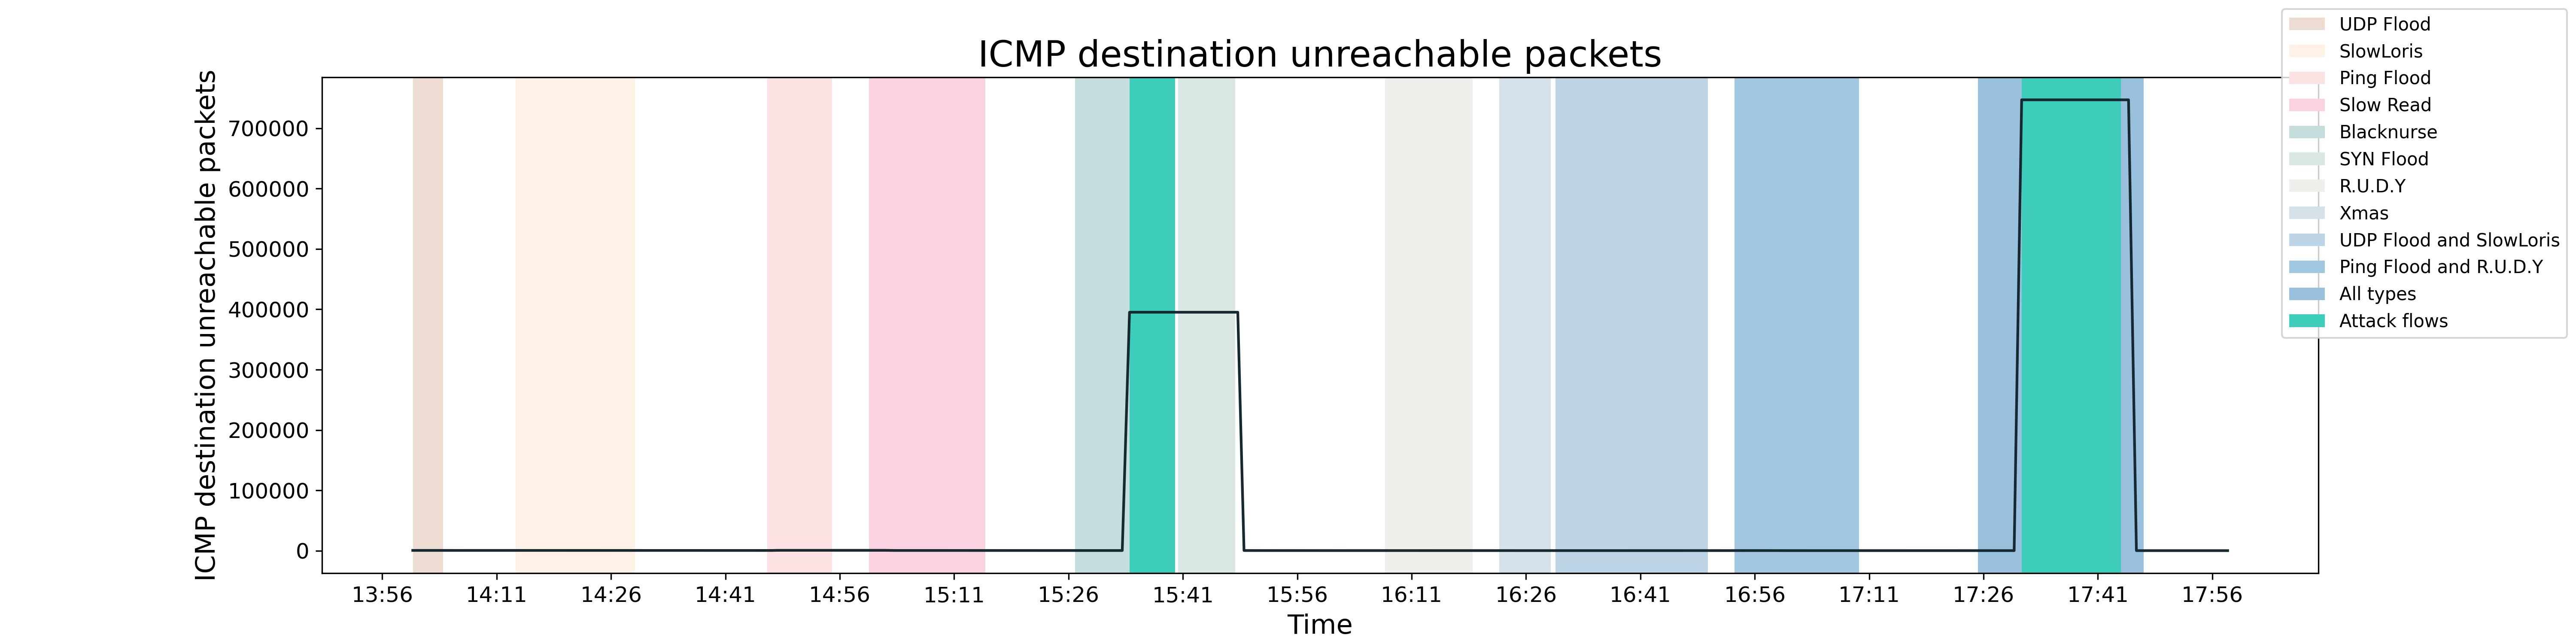 ICMP destination unreachable packets
ICMP destination unreachable packets
700000
600000
500000
400000
300000
200000
100000
0
13:56 14:11 14:26 14:41 14:56 15:11 15:26 15:41 15:56 16:11 16:26 16:41 16:56 17:11 17:26 17:41 17:56
Time
UDP Flood
SlowLoris
Ping Flood
Slow Read
Blacknurse
SYN Flood
R.U.D.Y
Xmas
UDP Flood and SlowLoris
Ping Flood and R.U.D.Y
All types
Attack flows